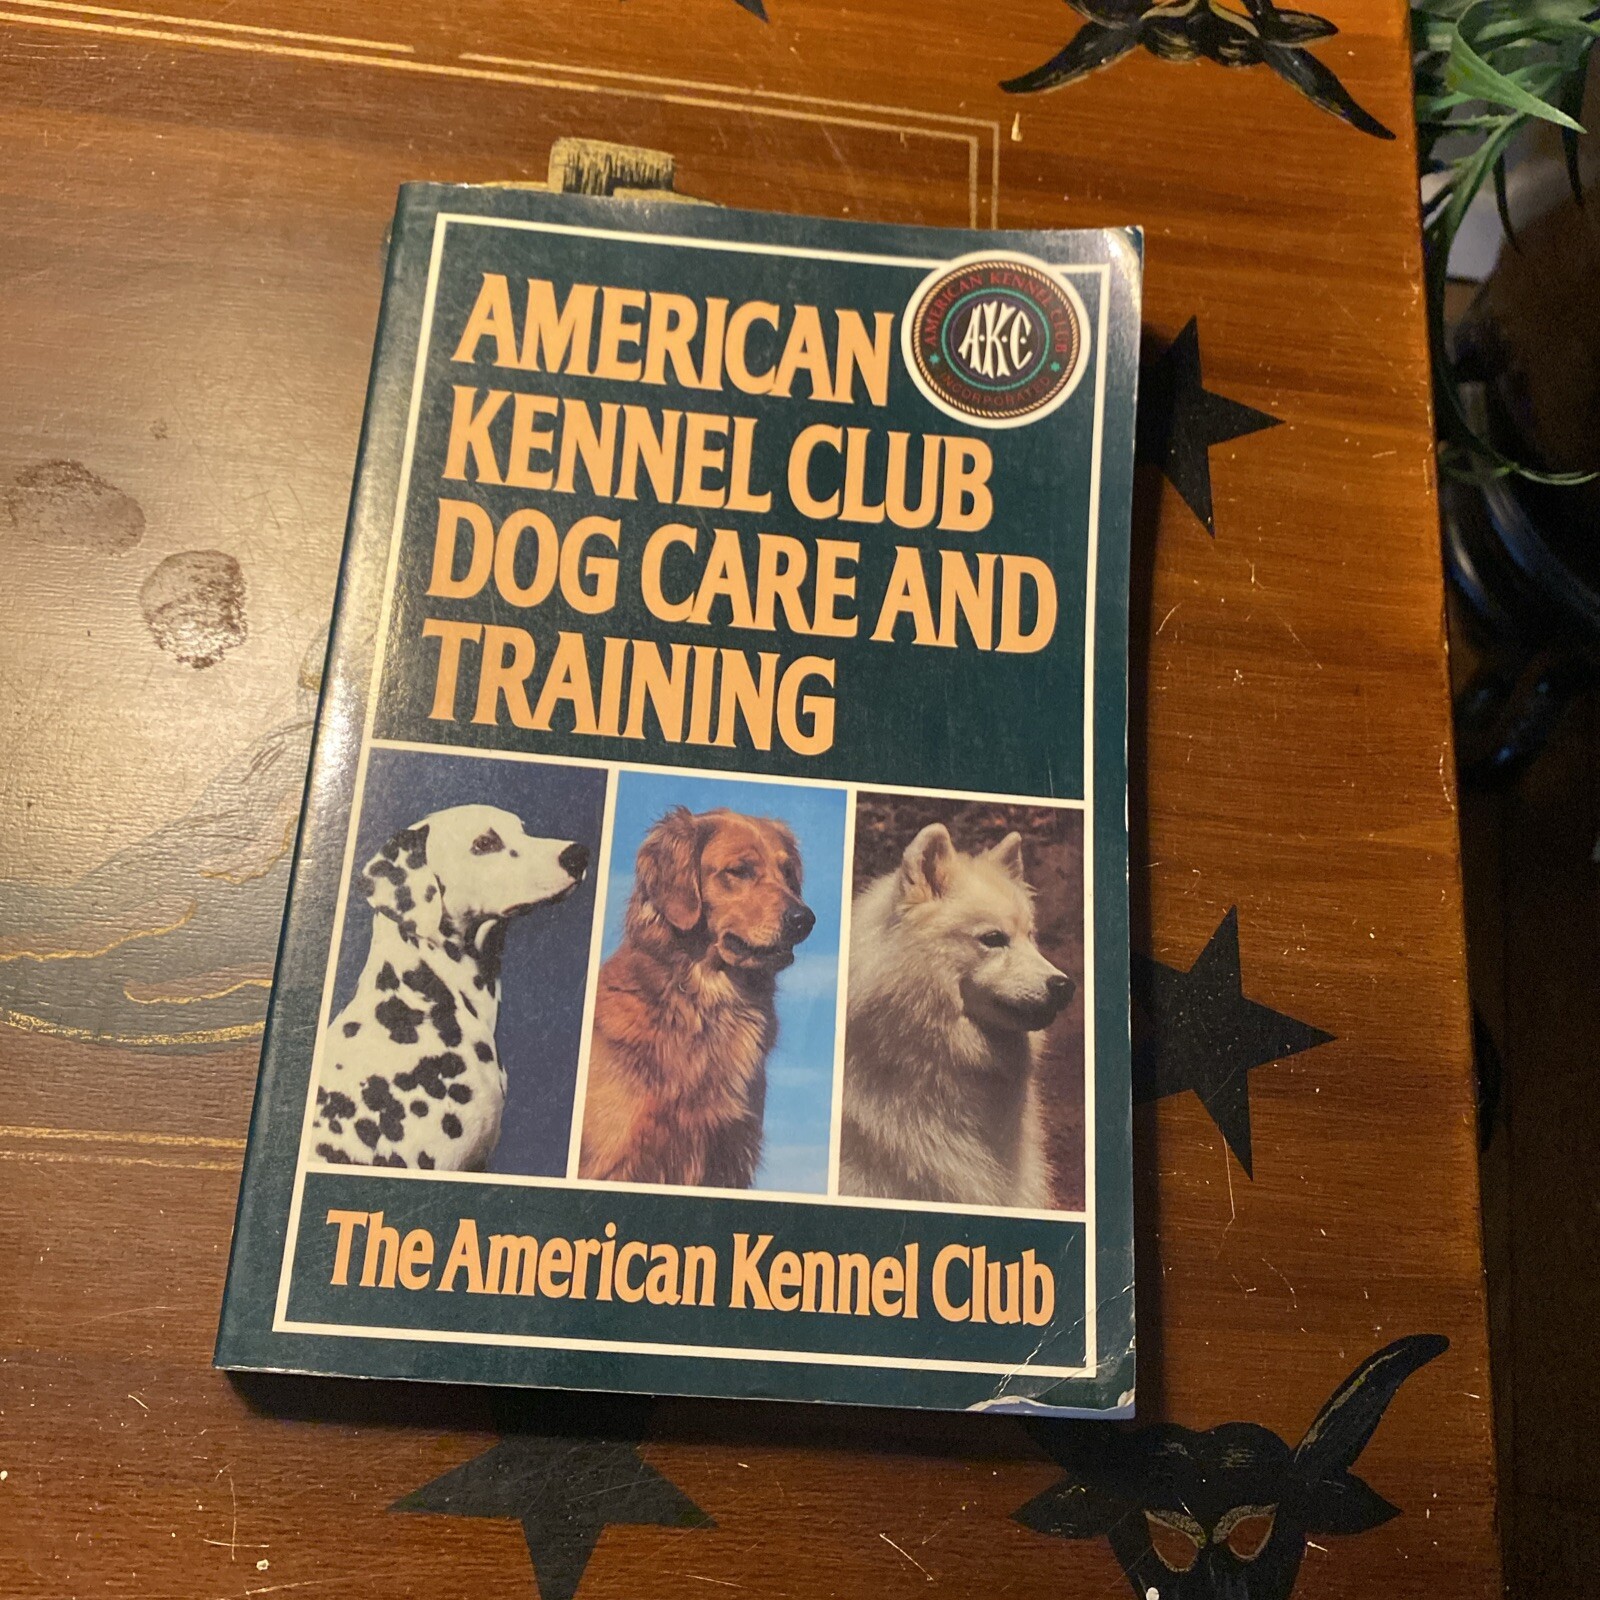 AMERICAN
KENNEL CLUB
DOG CARE AND
TRAINING
AMERICAN KENNEL CLUB
A·K·C
INCORPORATED
The American Kennel Club